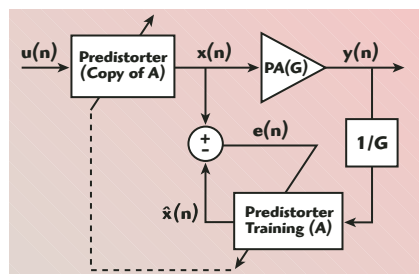 u(n)
Predistorter
(Copy of A)
x(n)
PA(G)
y(n)
+
-
e(n)
1/G
x̂(n)
Predistorter
Training (A)